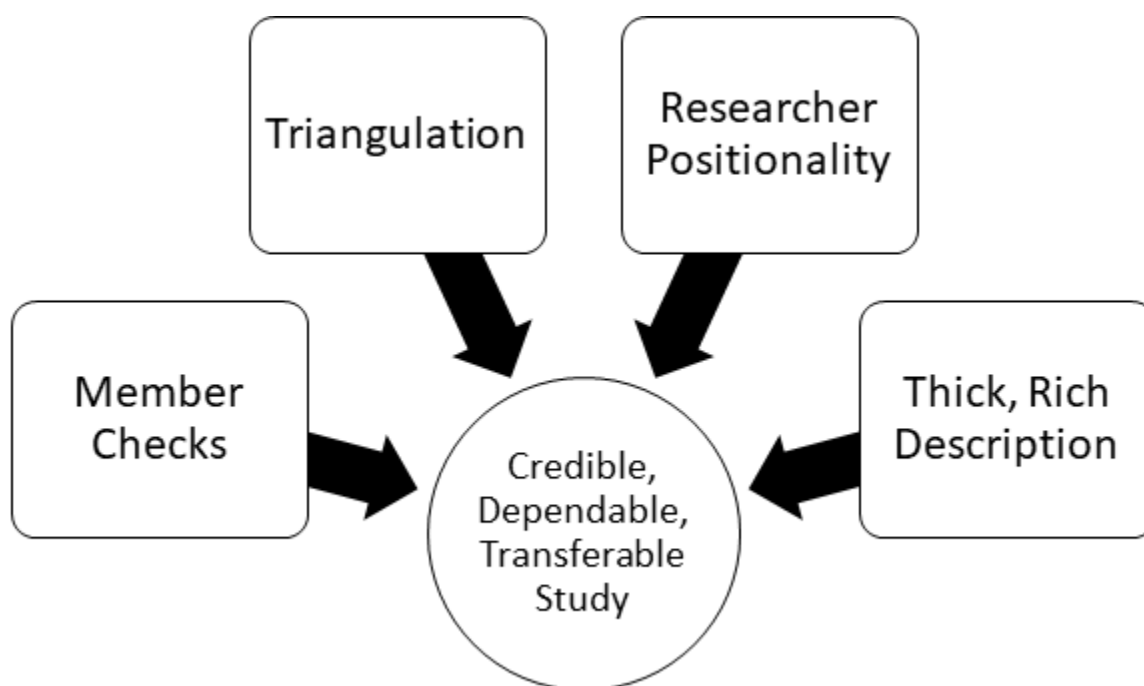 Triangulation
Researcher
Positionality
Member
Checks
Thick, Rich
Description
Credible,
Dependable,
Transferable
Study